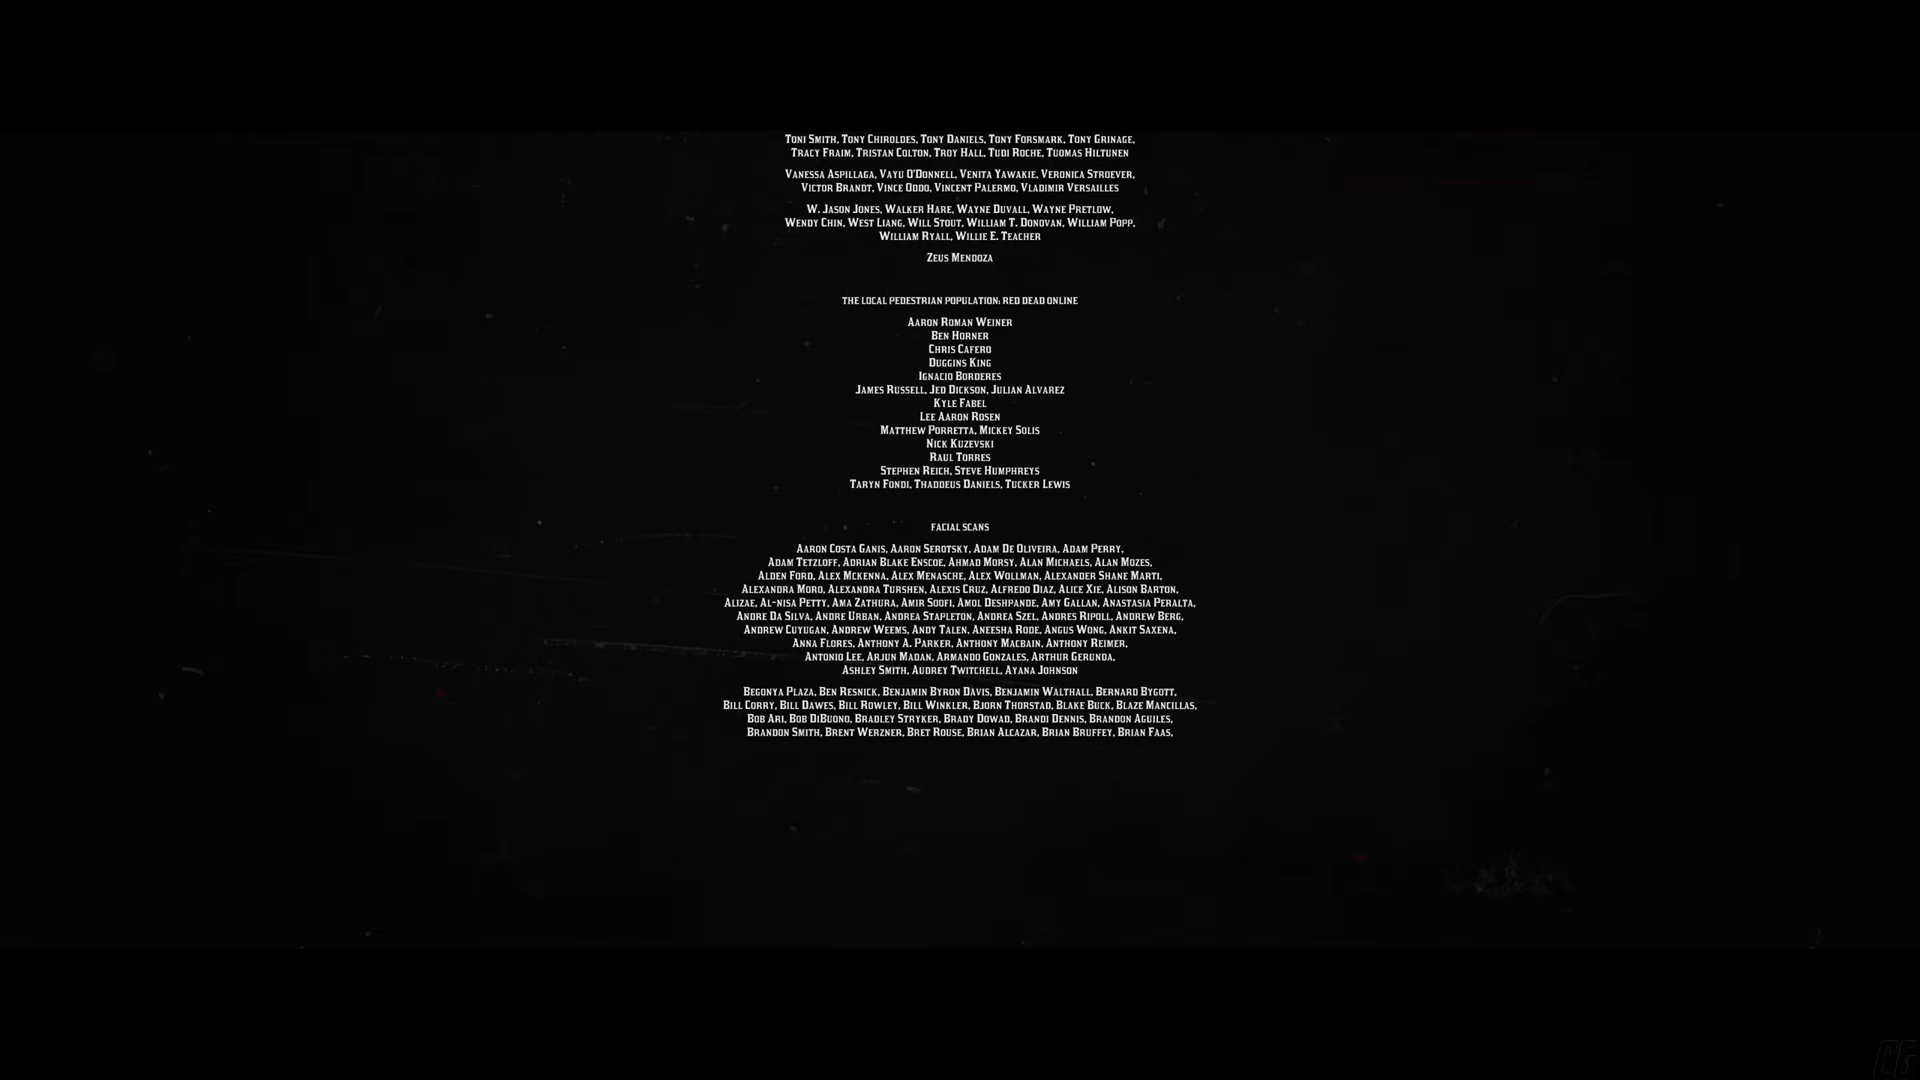 Toni Smith, Tony Chiroldes, Tony Daniels, Tony Forsmark, Tony Grinage,
Tracy Fraim, Tristan Colton, Troy Hall, Tudi Roche, Tuomas Hiltunen
Vanessa Aspillaga, Vayu O'Donnell, Venita Yawakie, Veronica Stroever,
Victor Brandt, Vince Oddo, Vincent Palermo, Vladimir Versailles
W. Jason Jones, Walker Hare, Wayne Duvall, Wayne Pretlow,
Wendy Chin, West Liang, Will Stout, William T. Donovan, William Popp,
William Ryall, Willie E. Teacher
Zeus Mendoza
THE LOCAL PEDESTRIAN POPULATION: RED DEAD ONLINE
Aaron Roman Weiner
Ben Horner
Chris Cafero
Duggins King
Ignacio Borderes
James Russell, Jed Dickson, Julian Alvarez
Kyle Fabel
Lee Aaron Rosen
Matthew Porretta, Mickey Solis
Nick Kuzevski
Raul Torres
Stephen Reich, Steve Humphreys
Taryn Fondi, Thaddeus Daniels, Tucker Lewis
FACIAL SCANS
Aaron Costa Ganis, Aaron Serotsky, Adam De Oliveira, Adam Perry,
Adam Tetzloff, Adrian Blake Enscoe, Ahmad Morsy, Alan Michaels, Alan Mozes,
Alden Ford, Alex McKenna, Alex Menasche, Alex Wollman, Alexander Shane Marti,
Alexandra Moro, Alexandra Turshen, Alexis Cruz, Alfredo Diaz, Alice Xie, Alison Barton,
Alizae, Al-nisa Petty, Ama Zathura, Amir Soofi, Amol Deshpande, Amy Gallan, Anastasia Peralta,
Andre Da Silva, Andre Urban, Andrea Stapleton, Andrea Szel, Andres Ripoll, Andrew Berg,
Andrew Cuyugan, Andrew Weems, Andy Talen, Aneesha Rode, Angus Wong, Ankit Saxena,
Anna Flores, Anthony A. Parker, Anthony Macbain, Anthony Reimer,
Antonio Lee, Arjun Madan, Armando Gonzales, Arthur Gerunda,
Ashley Smith, Audrey Twitchell, Ayana Johnson
Begonya Plaza, Ben Resnick, Benjamin Byron Davis, Benjamin Walthall, Bernard Bygott,
Bill Corry, Bill Dawes, Bill Rowley, Bill Winkler, Bjorn Thorstad, Blake Buck, Blaze Mancillas,
Bob Ari, Bob DiBuono, Bradley Stryker, Brady Dowad, Brandi Dennis, Brandon Aguiles,
Brandon Smith, Brent Werzner, Bret Rouse, Brian Alcazar, Brian Bruffey, Brian Faas,